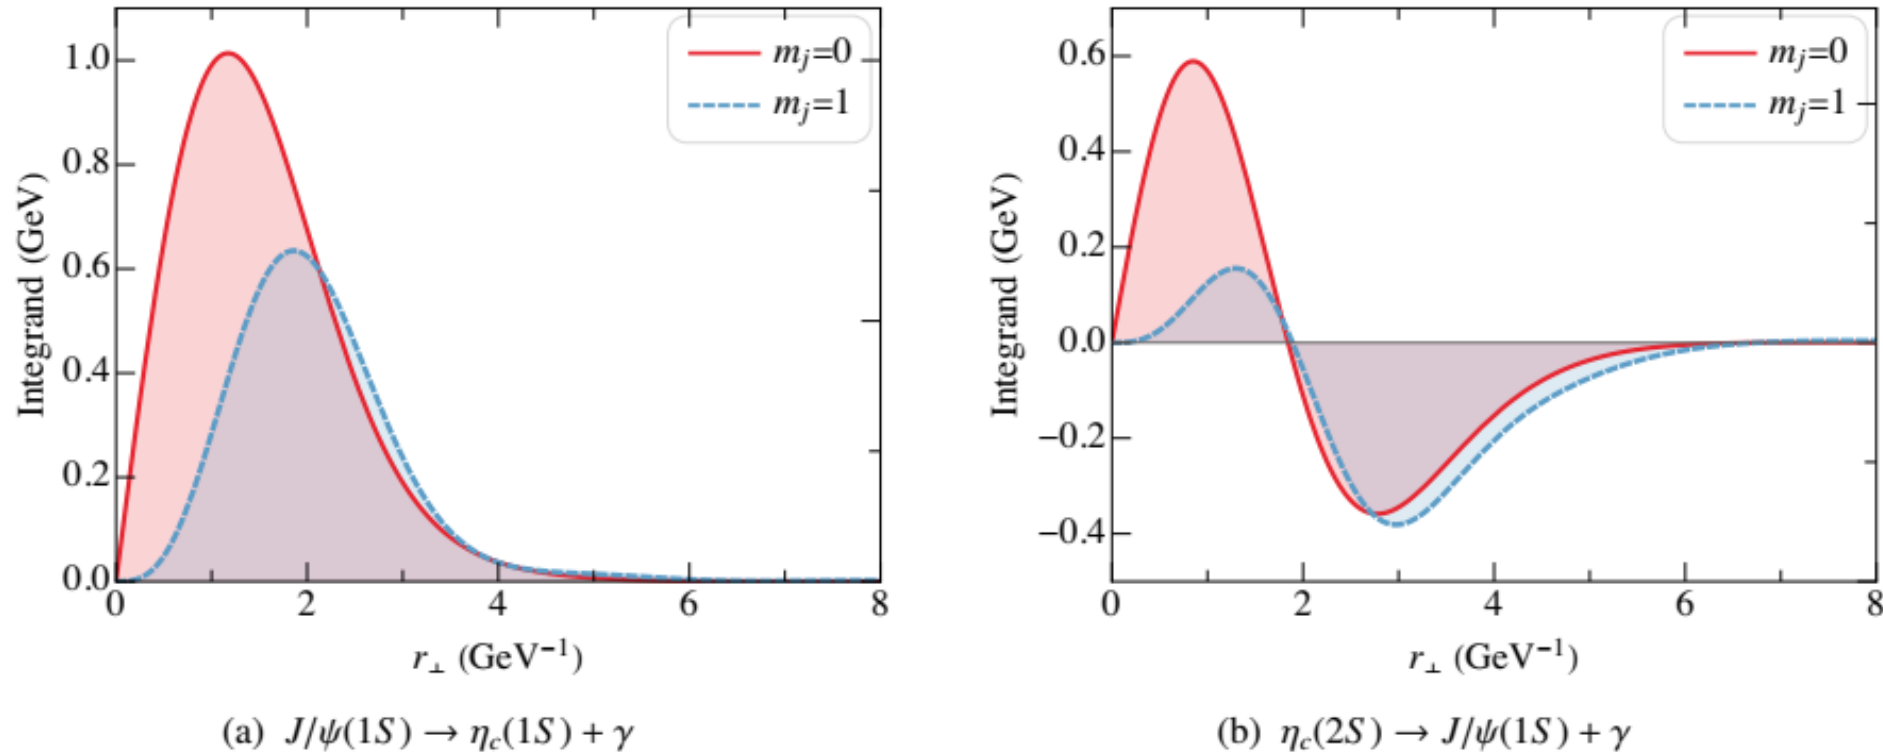 1.0
0.8
0.6
0.4
0.2
0.0
0 2 4 6 8
Integrand (GeV)
r⊥ (GeV⁻¹)
m_j=0
m_j=1
(a) J/ψ(1S) → η_c(1S) + γ
0.6
0.4
0.2
0.0
−0.2
−0.4
0 2 4 6 8
Integrand (GeV)
r⊥ (GeV⁻¹)
m_j=0
m_j=1
(b) η_c(2S) → J/ψ(1S) + γ